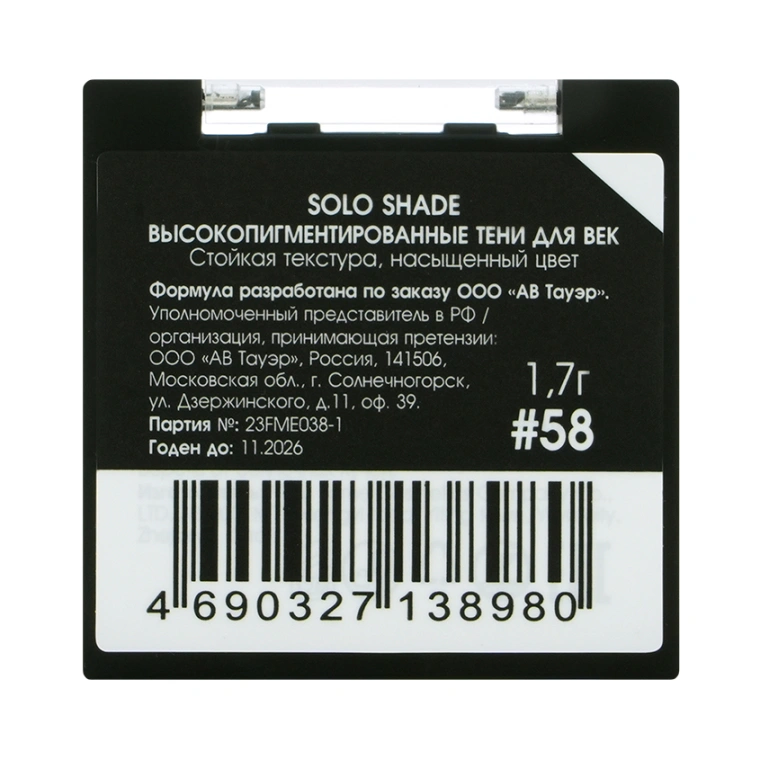 SOLO SHADE
ВЫСОКОПИГМЕНТИРОВАННЫЕ ТЕНИ ДЛЯ ВЕК
Стойкая текстура, насыщенный цвет
Формула разработана по заказу ООО «АВ Тауэр».
Уполномоченный представитель в РФ /
организация, принимающая претензии:
ООО «АВ Тауэр», Россия, 141506,
Московская обл., г. Солнечногорск,
ул. Дзержинского, д.11, оф. 39.
Партия №: 23FME038-1
Годен до: 11.2026
1,7г
#58
4 690327 138980